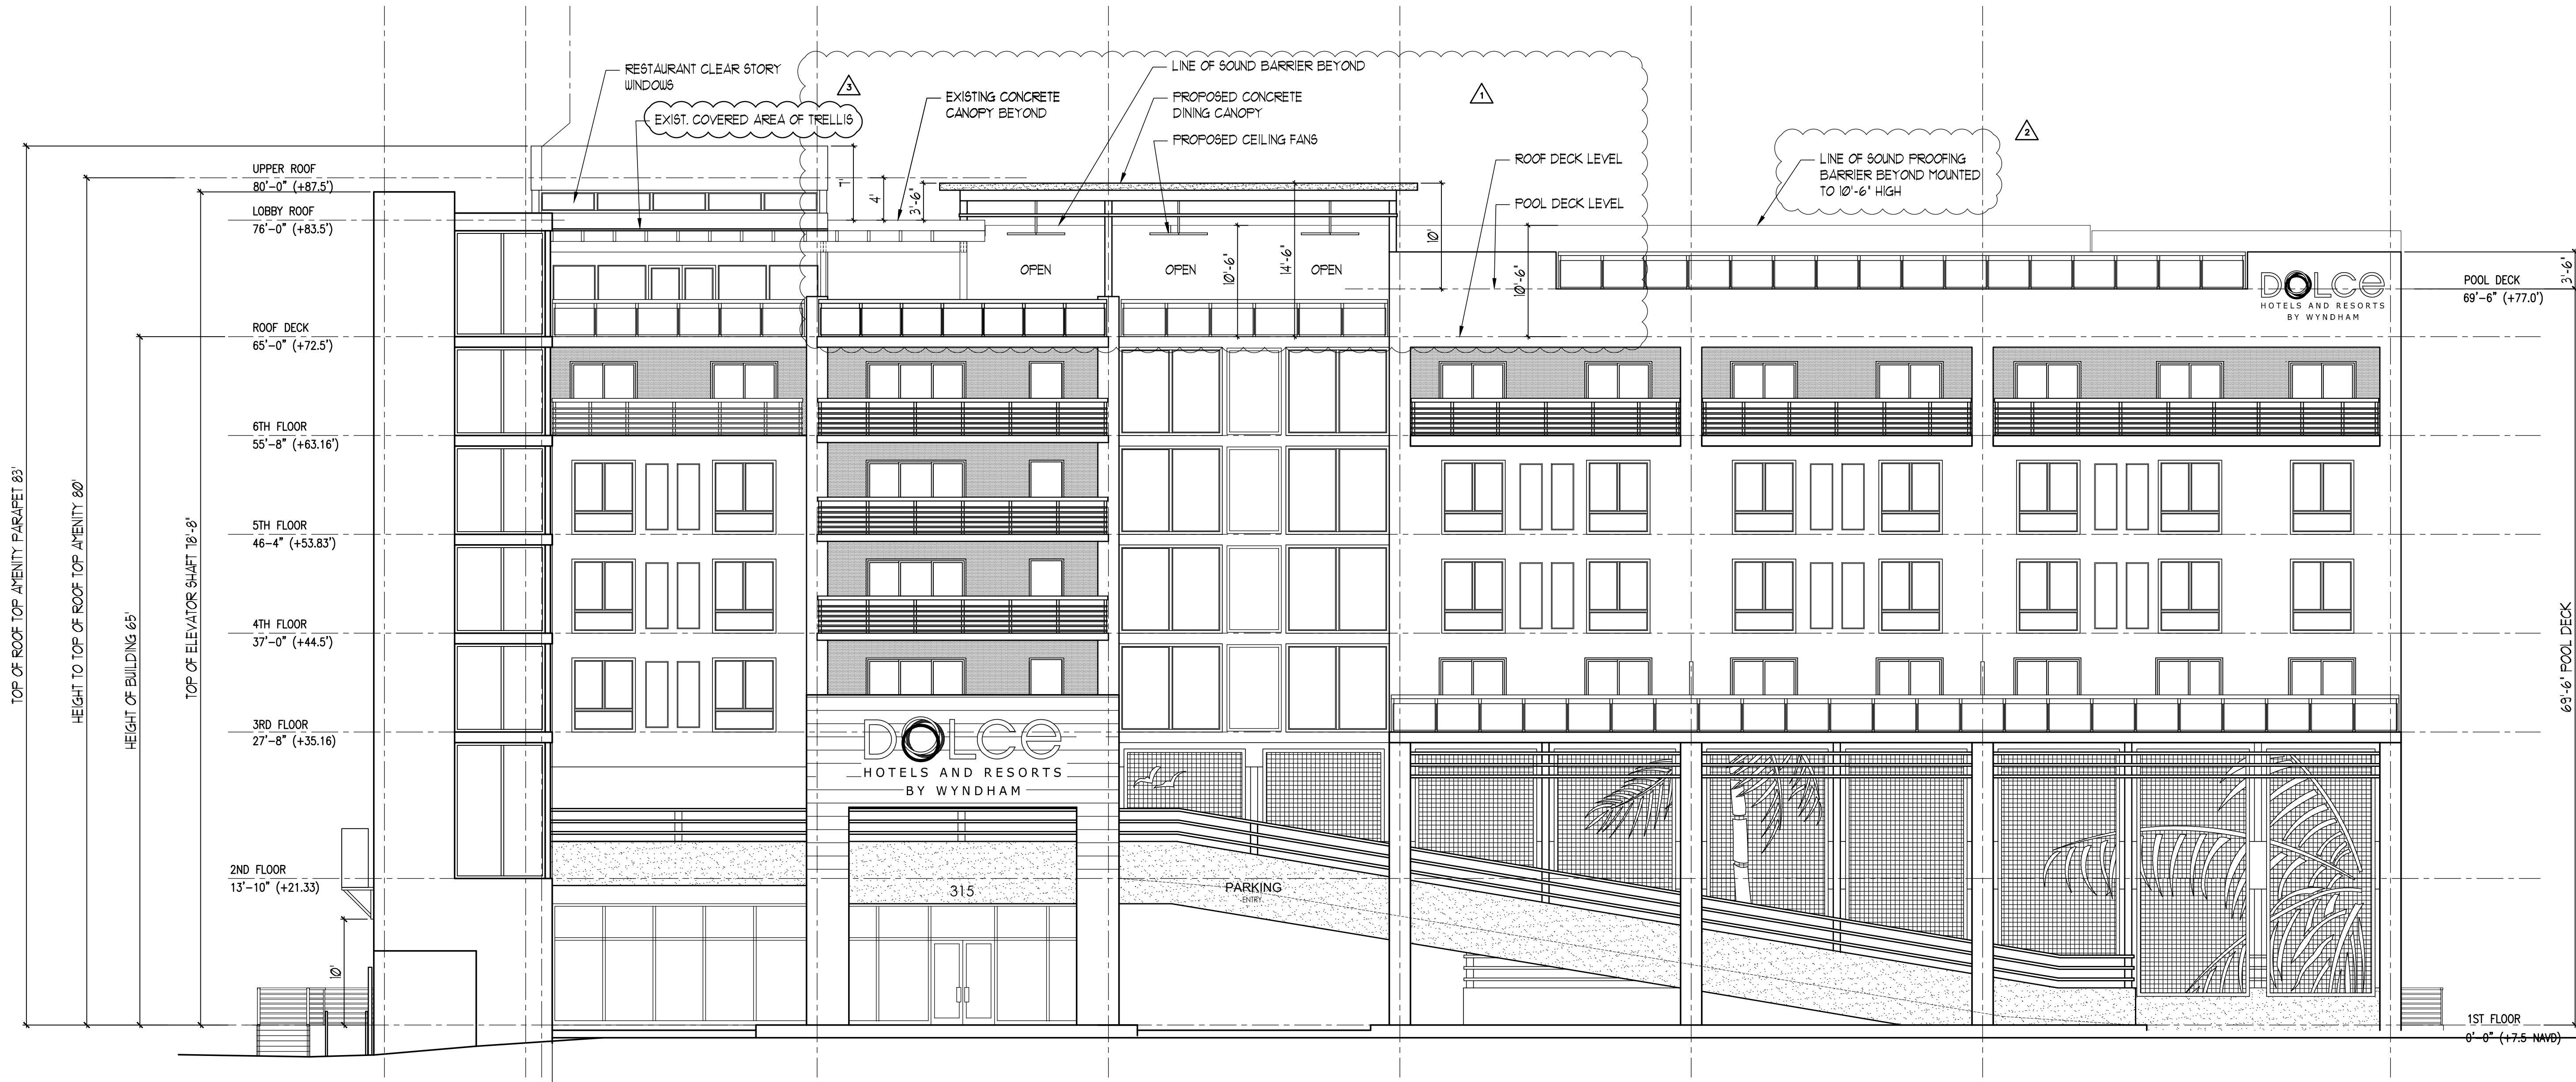 RESTAURANT CLEAR STORY
WINDOWS
EXIST. COVERED AREA OF TRELLIS
3
EXISTING CONCRETE
CANOPY BEYOND
LINE OF SOUND BARRIER BEYOND
PROPOSED CONCRETE
DINING CANOPY
PROPOSED CEILING FANS
1
ROOF DECK LEVEL
POOL DECK LEVEL
2
LINE OF SOUND PROOFING
BARRIER BEYOND MOUNTED
TO 10'-6" HIGH
UPPER ROOF
80'-0" (+87.5')
LOBBY ROOF
76'-0" (+83.5')
ROOF DECK
65'-0" (+72.5')
6TH FLOOR
55'-8" (+63.16')
5TH FLOOR
46-4" (+53.83')
4TH FLOOR
37'-0" (+44.5')
3RD FLOOR
27'-8" (+35.16)
2ND FLOOR
13'-10" (+21.33)
TOP OF ROOF TOP AMENITY PARAPET 83'
HEIGHT TO TOP OF ROOF TOP AMENITY 80'
HEIGHT OF BUILDING 65'
TOP OF ELEVATOR SHAFT 78'-8"
10'
7'
4'
3'-6"
OPEN
OPEN
OPEN
10'-6"
14'-6"
10'
10'-6"
DOLCE
HOTELS AND RESORTS
BY WYNDHAM
POOL DECK
69'-6" (+77.0')
3'-6"
69'-6" POOL DECK
DOLCE
HOTELS AND RESORTS
BY WYNDHAM
315
PARKING
ENTRY
1ST FLOOR
0'-0" (+7.5 NAVD)